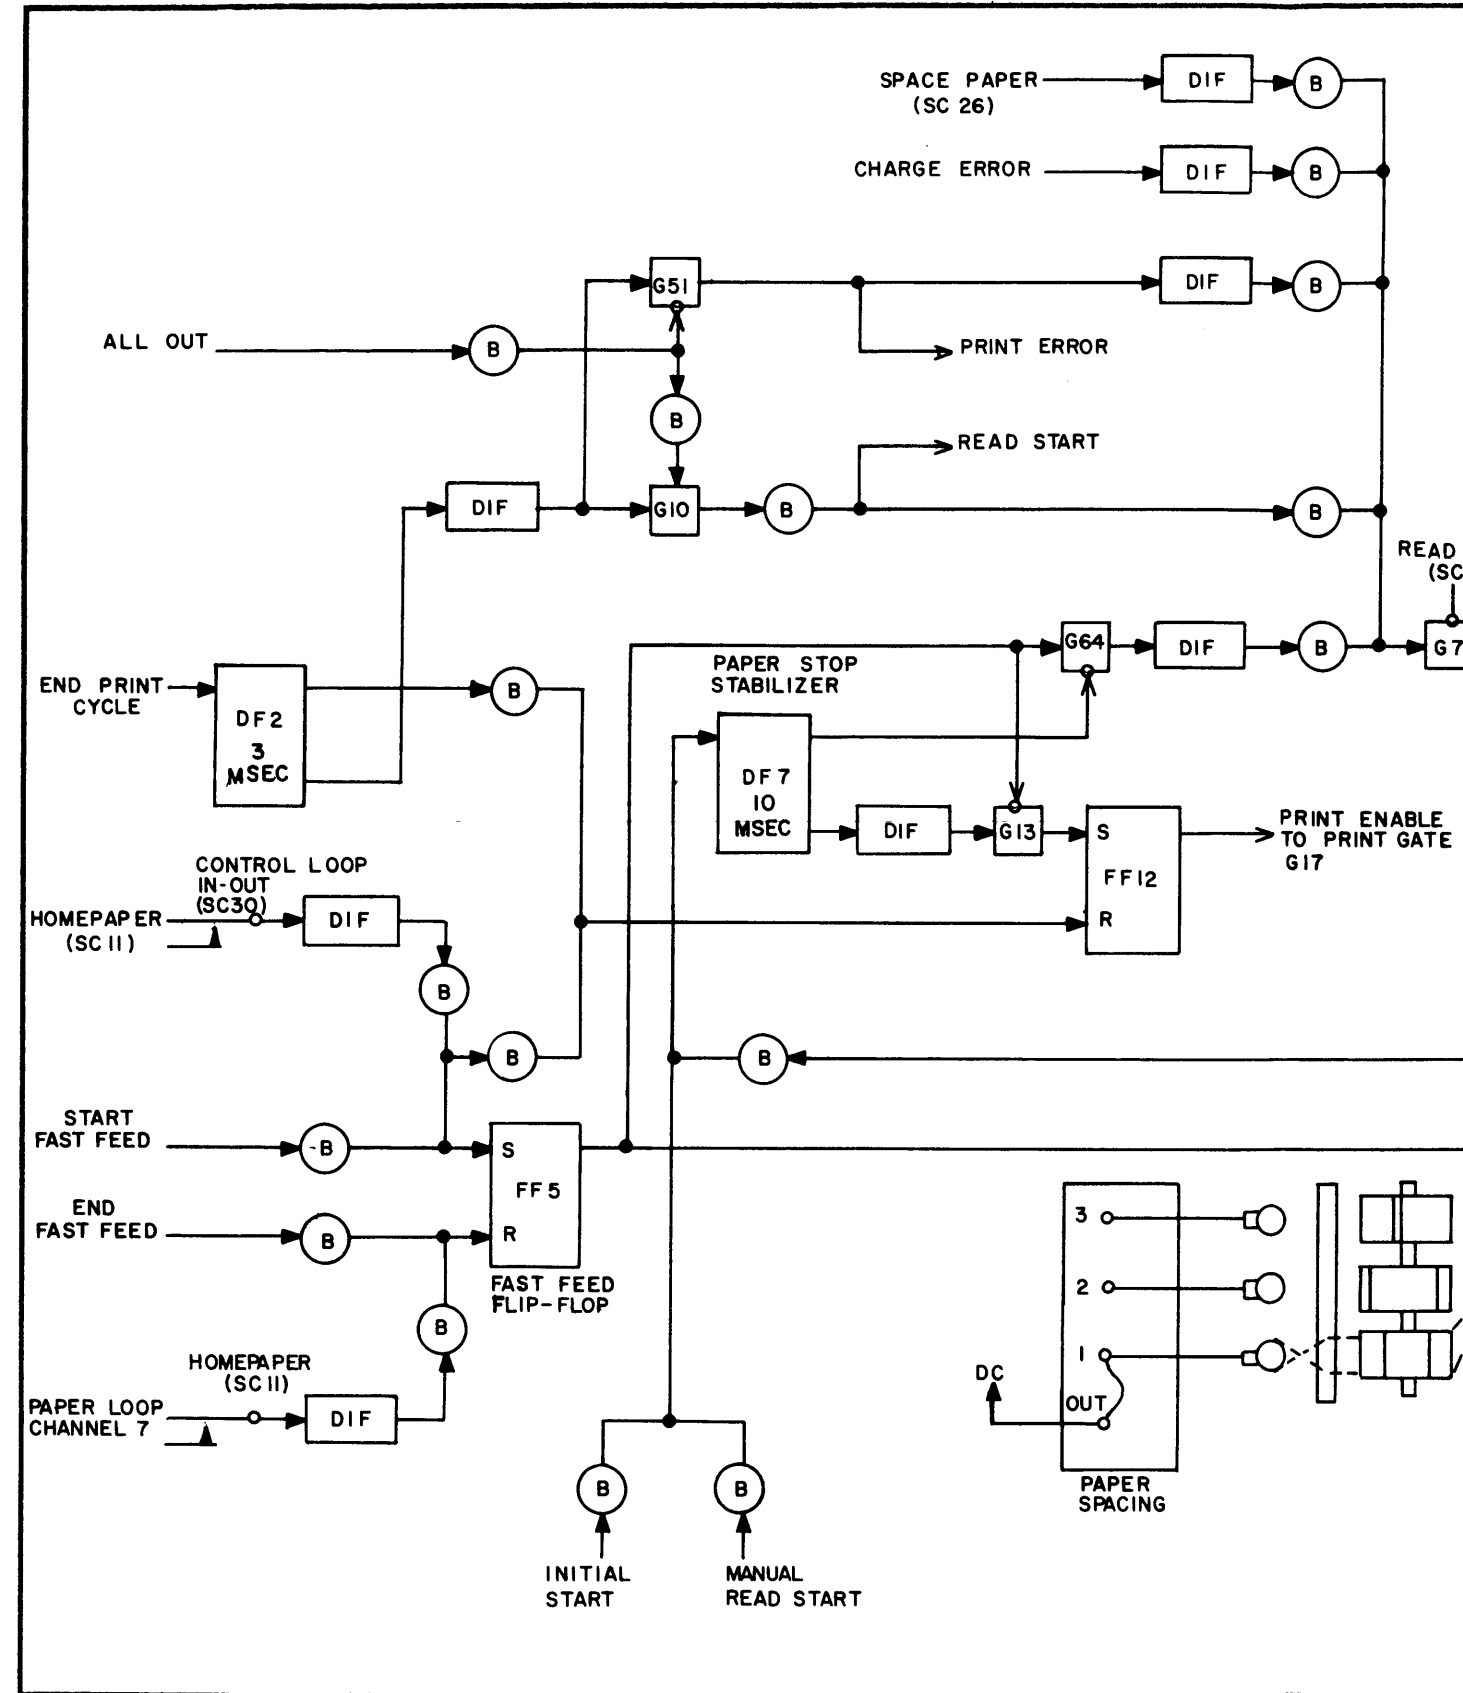 SPACE PAPER
(SC 26)
DIF
B
CHARGE ERROR
DIF
B
G51
DIF
B
ALL OUT
B
PRINT ERROR
B
READ START
DIF
G10
B
B
READ
(SC
G7
G64
DIF
B
PAPER STOP
STABILIZER
END PRINT
CYCLE
DF2
3
MSEC
B
DF7
10
MSEC
DIF
G13
S
FF12
R
PRINT ENABLE
TO PRINT GATE
G17
CONTROL LOOP
IN-OUT
(SC30)
HOMEPAPER
(SC11)
DIF
B
B
B
START
FAST FEED
-B
S
FF5
R
END
FAST FEED
B
FAST FEED
FLIP-FLOP
B
HOMEPAPER
(SC11)
PAPER LOOP
CHANNEL 7
DIF
3
2
1
OUT
DC
PAPER
SPACING
B
B
INITIAL
START
MANUAL
READ START